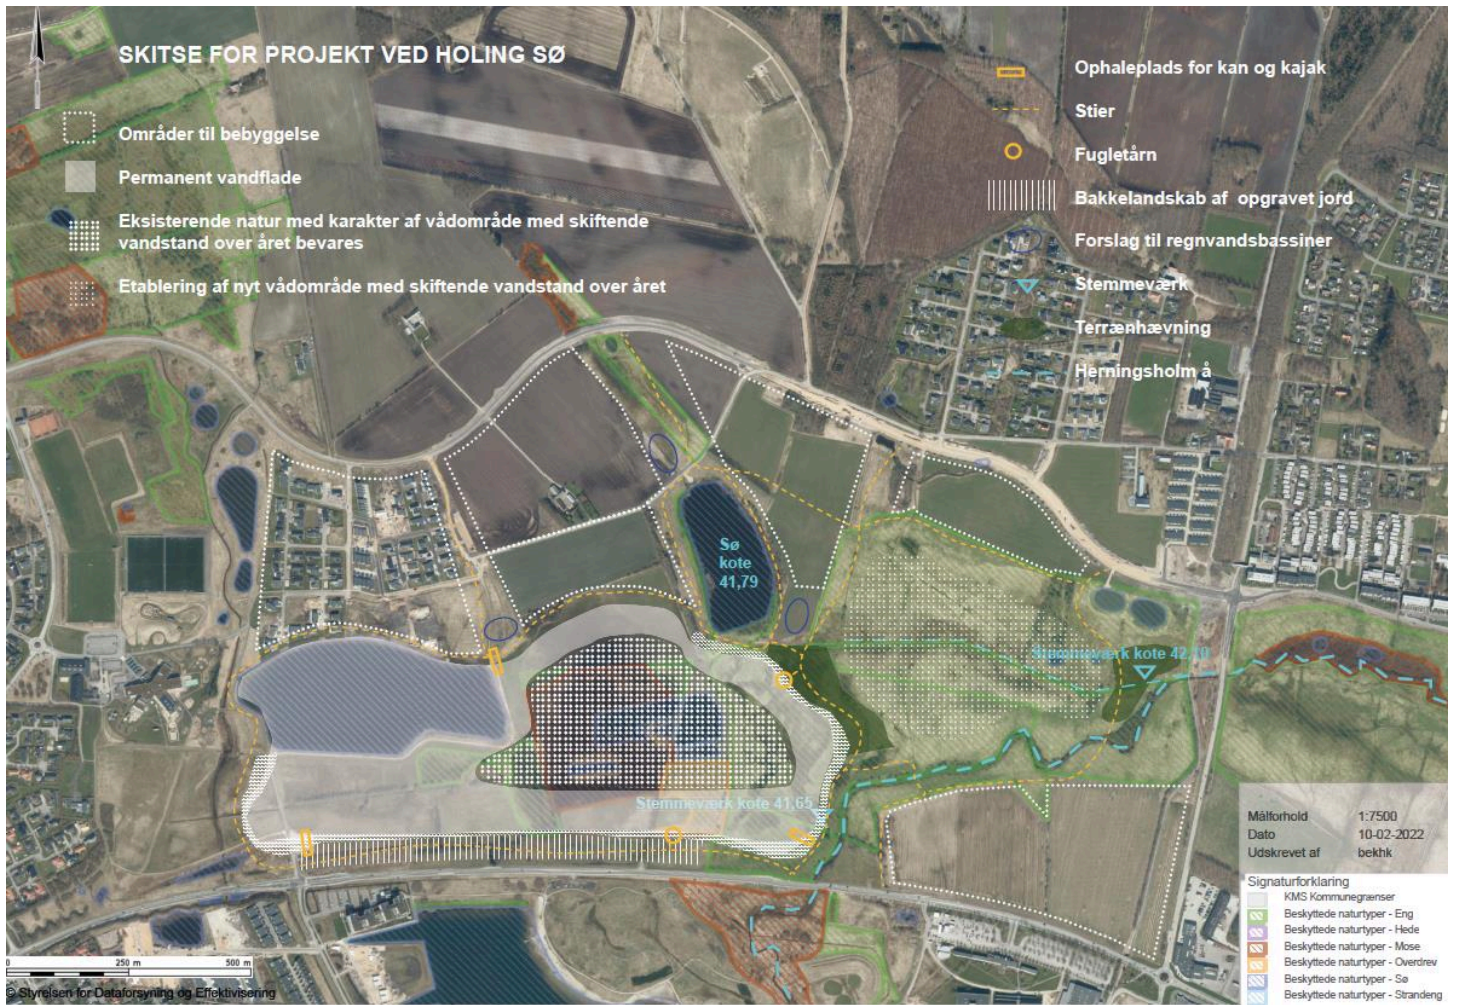 SKITSE FOR PROJEKT VED HOLING SØ
Områder til bebyggelse
Permanent vandflade
Eksisterende natur med karakter af vådområde med skiftende
vandstand over året bevares
Etablering af nyt vådområde med skiftende vandstand over året
Ophaleplads for kan og kajak
Stier
Fugletårn
Bakkelandskab af opgravet jord
Forslag til regnvandsbassiner
Stemmeværk
Terrænhævning
Herningsholm å
Sø
kote
41,79
Stemmeværk kote
Stemmeværk kote 41,65
Målforhold 1:7500
Dato 10-02-2022
Udskrevet af bekhk
Signaturforklaring
KMS Kommunegrænser
Beskyttede naturtyper - Eng
Beskyttede naturtyper - Hede
Beskyttede naturtyper - Mose
Beskyttede naturtyper - Overdrev
Beskyttede naturtyper - Sø
Beskyttede naturtyper - Strandeng
0 250 m 500 m
© Styrelsen for Dataforsyning og Effektivisering